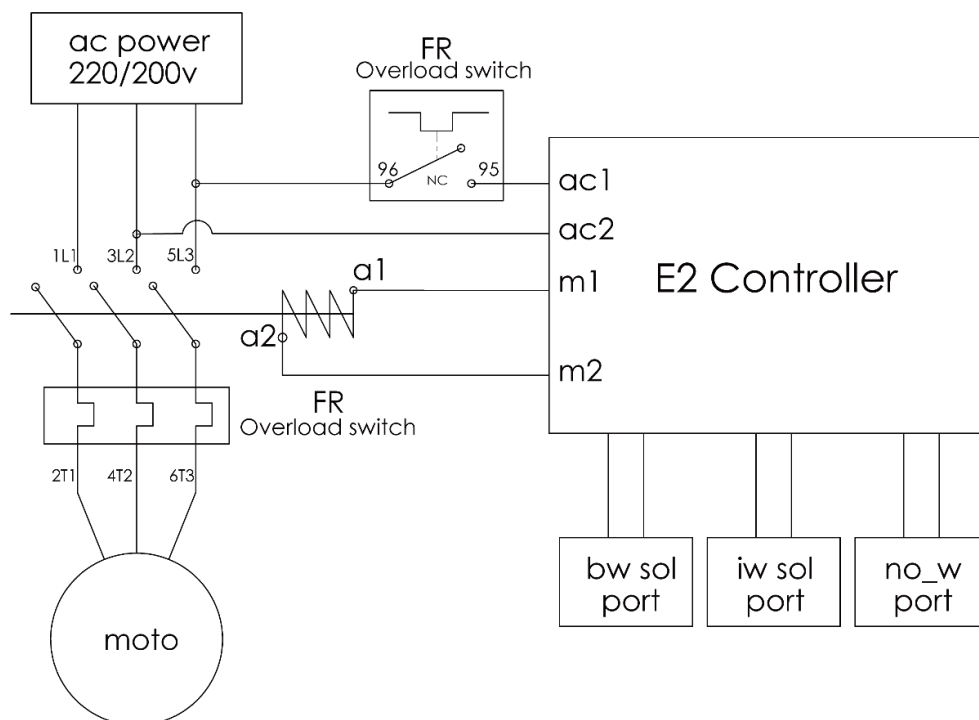 ac power
220/200v
FR
Overload switch
96
NC
95
ac1
ac2
m1
m2
E2 Controller
1L1
3L2
5L3
a1
a2
FR
Overload switch
2T1
4T2
6T3
moto
bw sol
port
iw sol
port
no_w
port